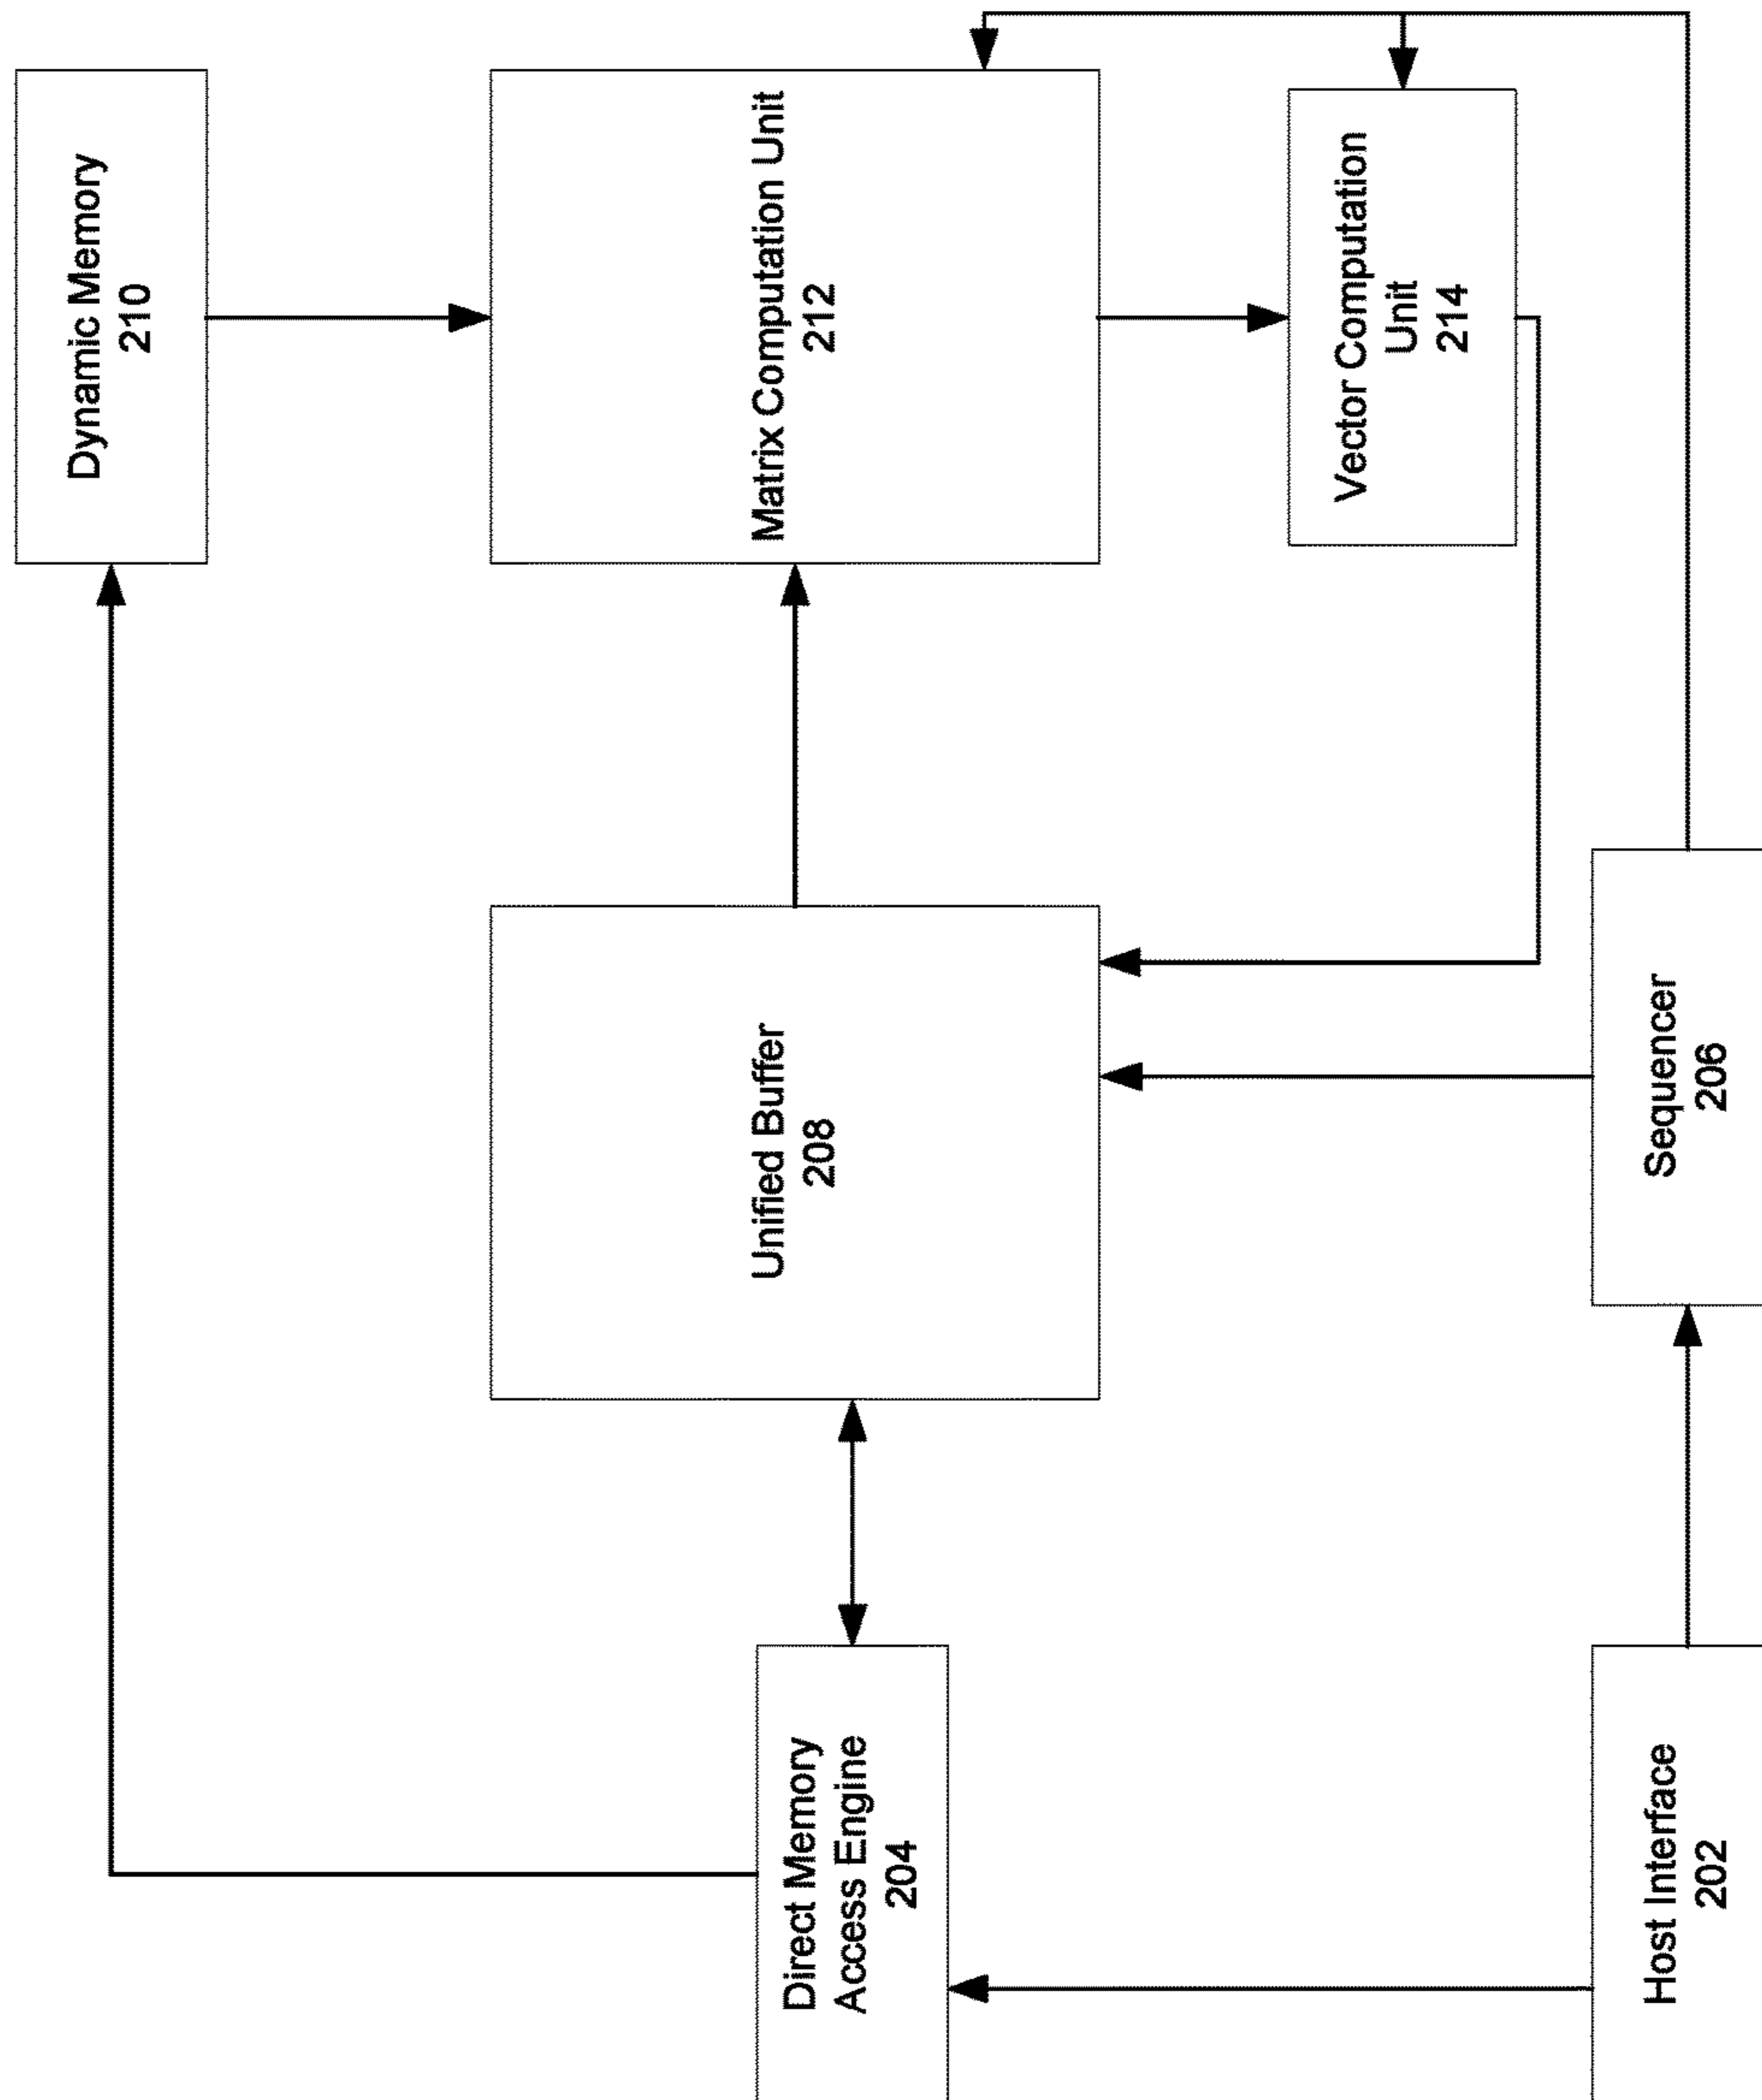 Dynamic Memory
210
Matrix Computation Unit
212
Vector Computation
Unit
214
Unified Buffer
208
Sequencer
206
Direct Memory
Access Engine
204
Host Interface
202